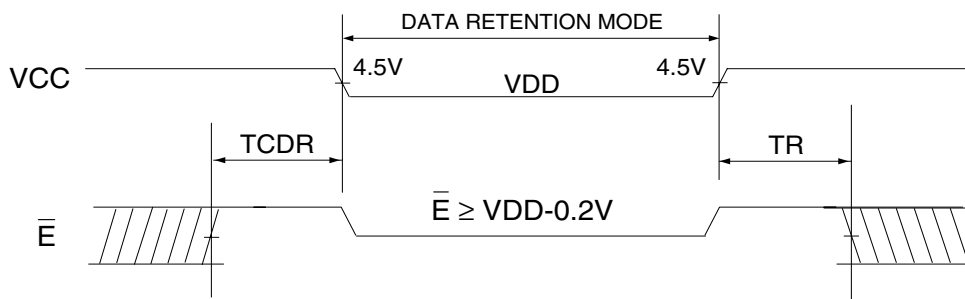 DATA RETENTION MODE
VCC
4.5V
4.5V
VDD
TCDR
TR
E̅
E̅ ≥ VDD-0.2V